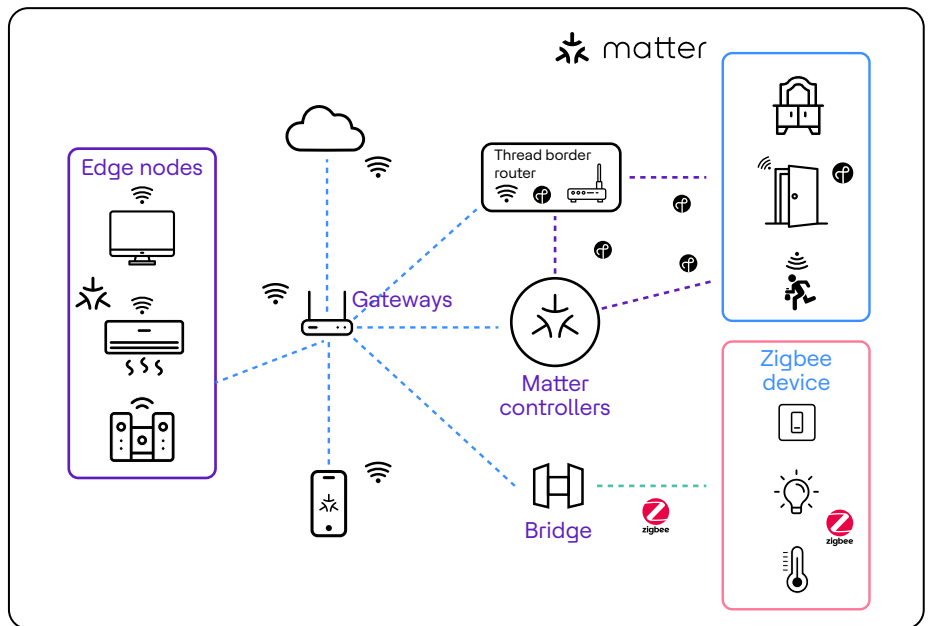 matter
Edge nodes
Thread border
router
Gateways
Matter
controllers
Zigbee
device
Bridge
zigbee
zigbee